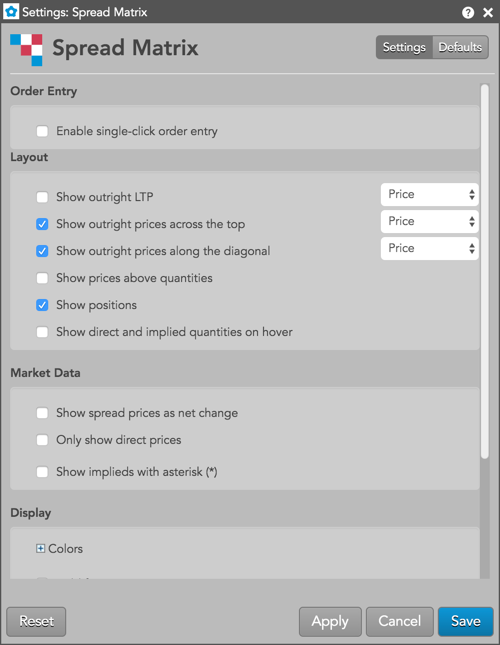 Settings: Spread Matrix
Spread Matrix
Settings Defaults
Order Entry
Enable single-click order entry
Layout
Show outright LTP Price
Show outright prices across the top Price
Show outright prices along the diagonal Price
Show prices above quantities
Show positions
Show direct and implied quantities on hover
Market Data
Show spread prices as net change
Only show direct prices
Show implieds with asterisk (*)
Display
Colors
Reset Apply Cancel Save